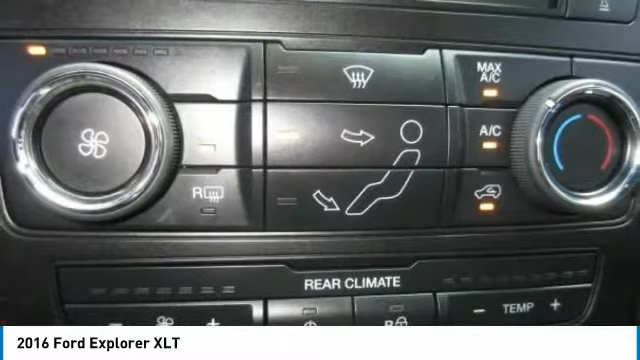 MAX
A/C
A/C
R
REAR CLIMATE
− + − TEMP +
R
2016 Ford Explorer XLT